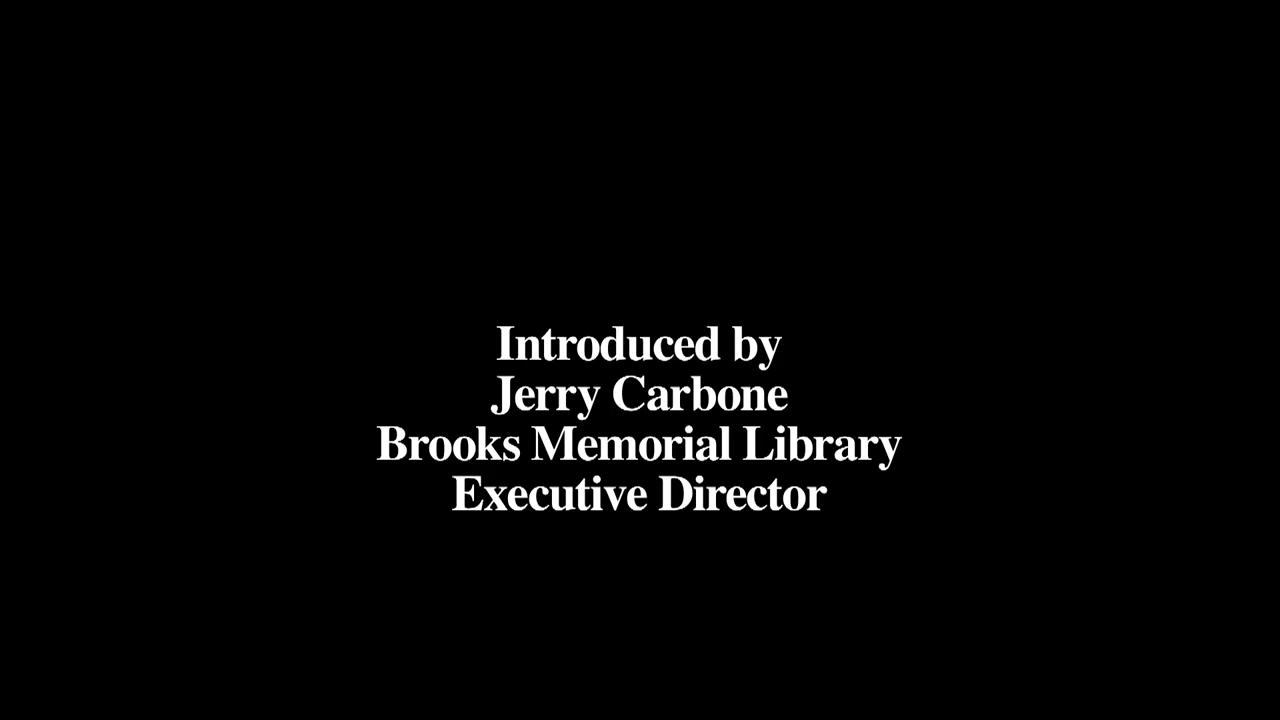 Introduced by
Jerry Carbone
Brooks Memorial Library
Executive Director